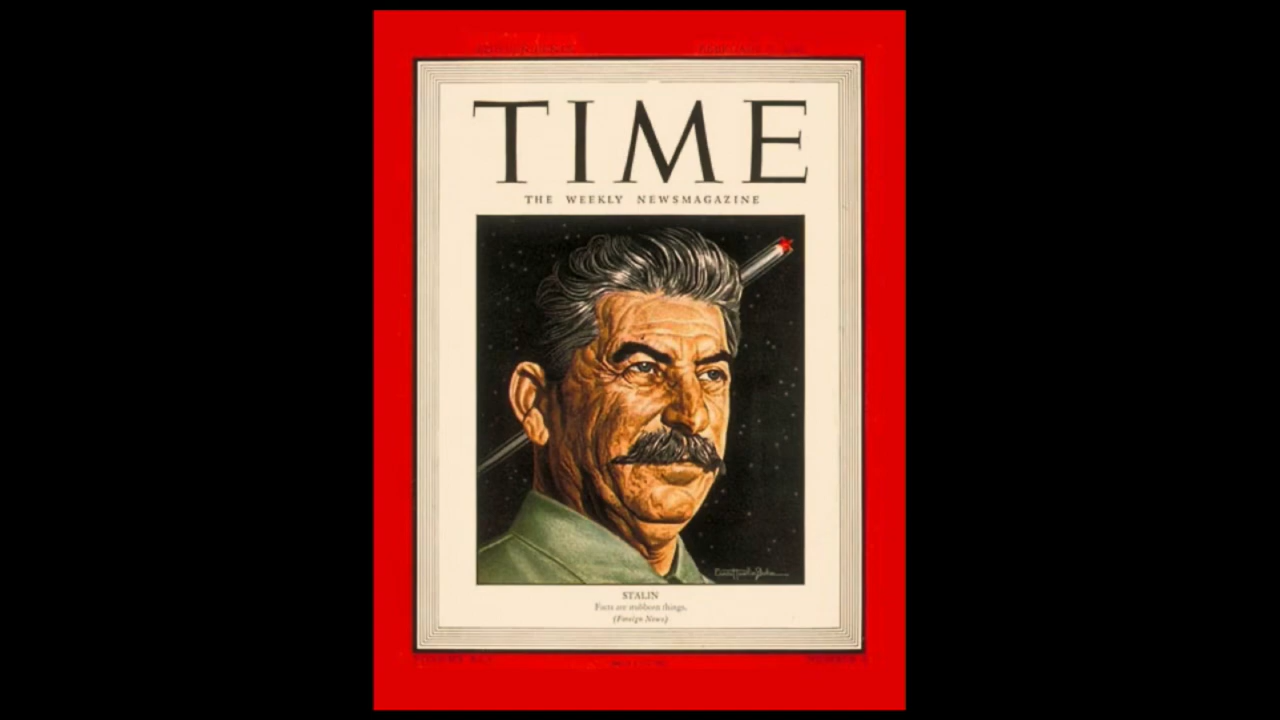 TIME
THE WEEKLY NEWSMAGAZINE
STALIN
Facts are stubborn things.
(Foreign News)